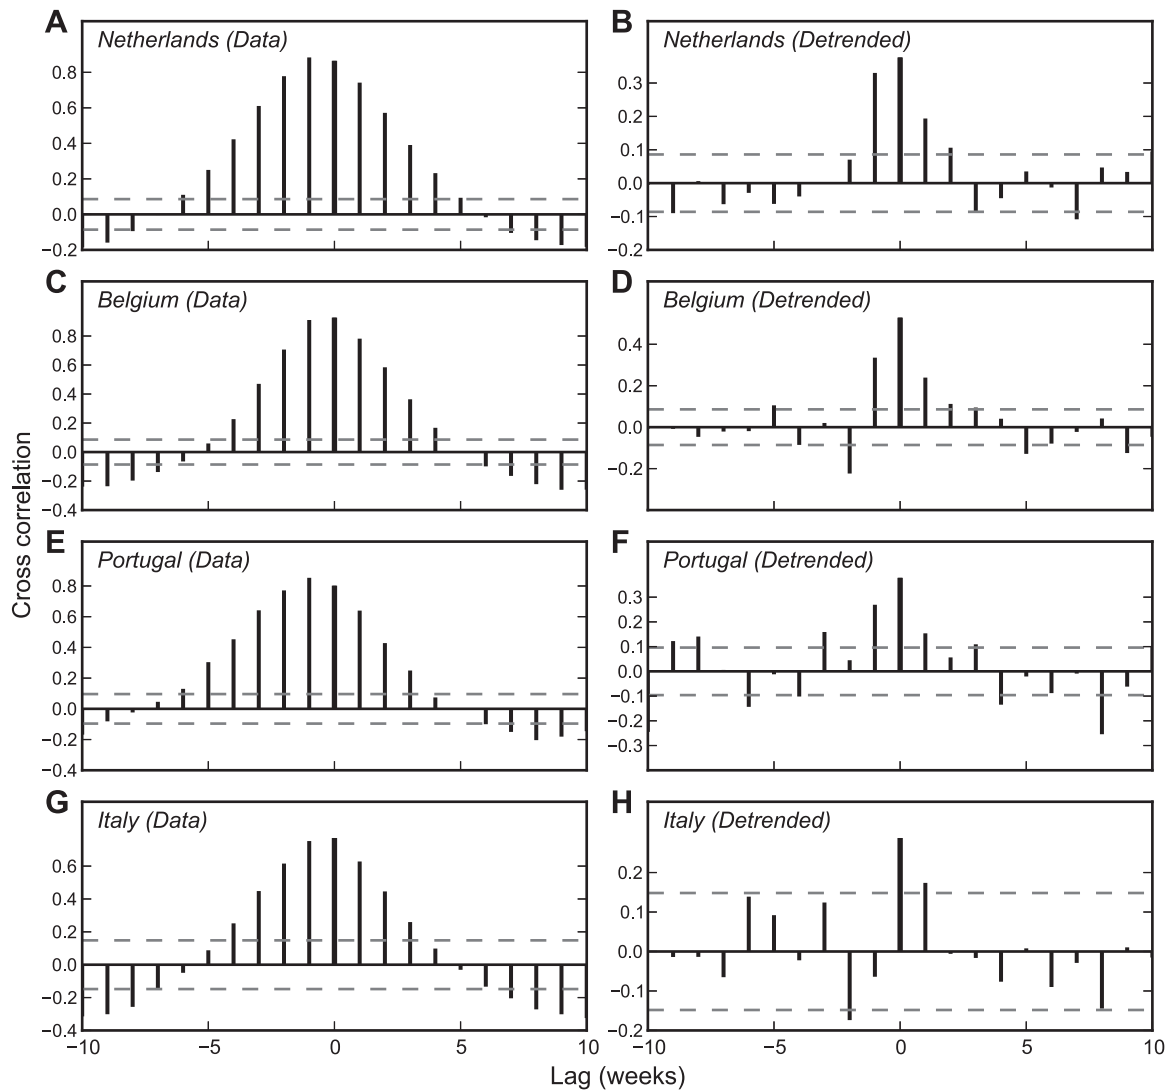 A
Netherlands (Data)
0.8
0.6
0.4
0.2
0.0
−0.2
B
Netherlands (Detrended)
0.3
0.2
0.1
0.0
−0.1
−0.2
C
Belgium (Data)
0.8
0.6
0.4
0.2
0.0
−0.2
−0.4
D
Belgium (Detrended)
0.4
0.2
0.0
−0.2
E
Portugal (Data)
0.8
0.6
0.4
0.2
0.0
−0.2
−0.4
F
Portugal (Detrended)
0.3
0.2
0.1
0.0
−0.1
−0.2
−0.3
G
Italy (Data)
0.6
0.4
0.2
0.0
−0.2
−0.4
−10 −5 0 5 10
H
Italy (Detrended)
0.2
0.1
0.0
−0.1
−0.2
−10 −5 0 5 10
Cross correlation
Lag (weeks)